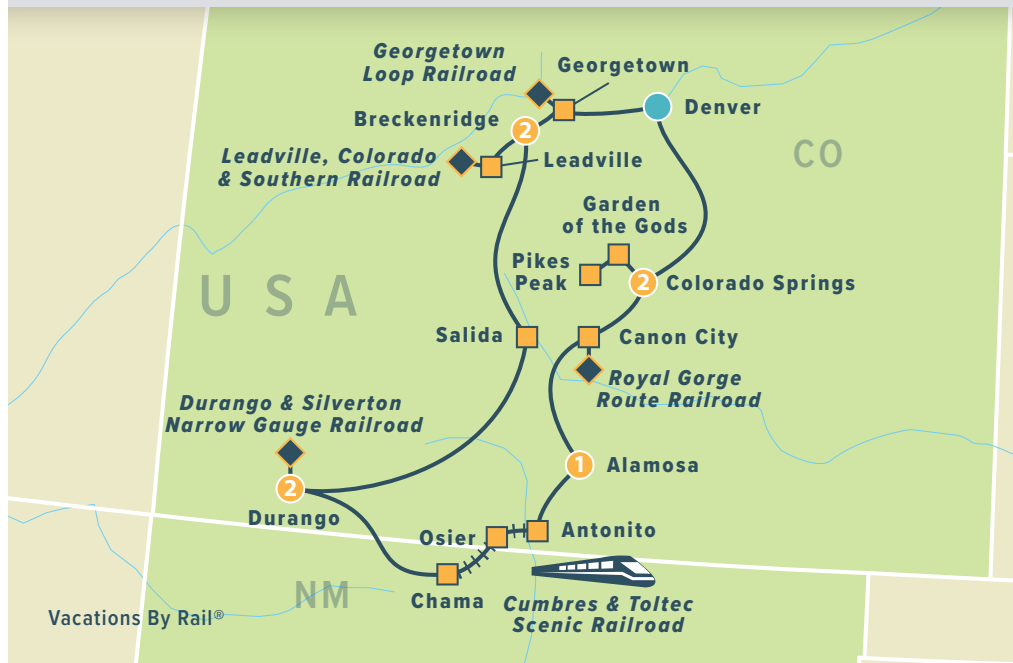 Georgetown
Loop Railroad
Georgetown
Denver
Breckenridge
2
CO
Leadville, Colorado
& Southern Railroad
Leadville
Garden
of the Gods
Pikes
Peak
2
Colorado Springs
USA
Salida
Canon City
Royal Gorge
Route Railroad
Durango & Silverton
Narrow Gauge Railroad
1
Alamosa
2
Durango
Osier
Antonito
NM
Chama
Cumbres & Toltec
Scenic Railroad
Vacations By Rail®